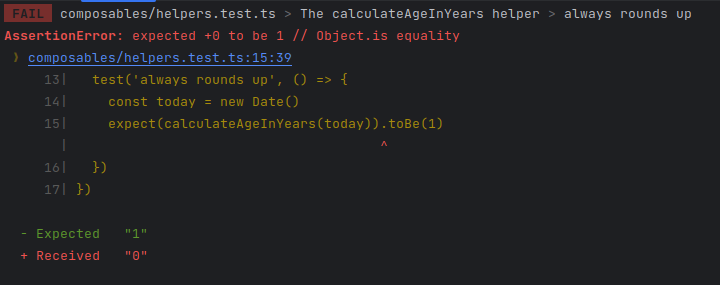 FAIL composables/helpers.test.ts > The calculateAgeInYears helper > always rounds up
AssertionError: expected +0 to be 1 // Object.is equality
❯ composables/helpers.test.ts:15:39
13| test('always rounds up', () => {
14| const today = new Date()
15| expect(calculateAgeInYears(today)).toBe(1)
| ^
16| })
17| })
- Expected "1"
+ Received "0"